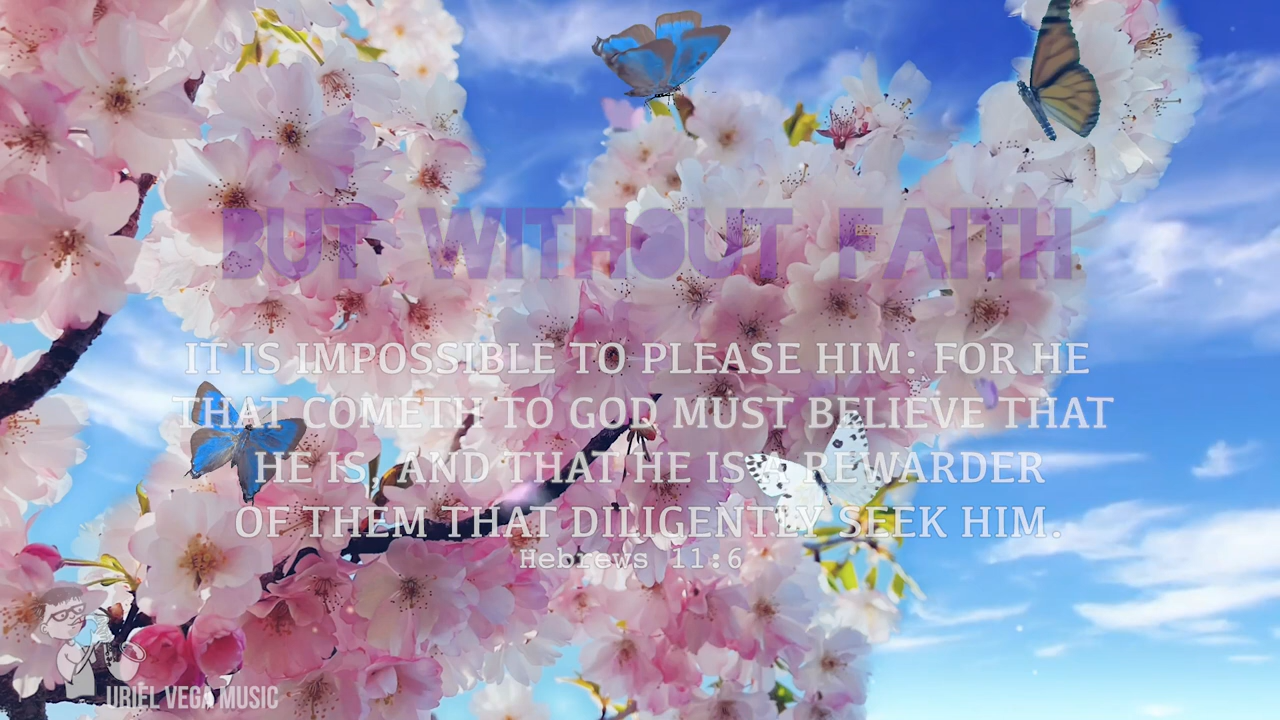 BUT WITHOUT FAITH
IT IS IMPOSSIBLE TO PLEASE HIM: FOR HE
THAT COMETH TO GOD MUST BELIEVE THAT
HE IS, AND THAT HE IS A REWARDER
OF THEM THAT DILIGENTLY SEEK HIM.
Hebrews 11:6
URIEL VEGA MUSIC